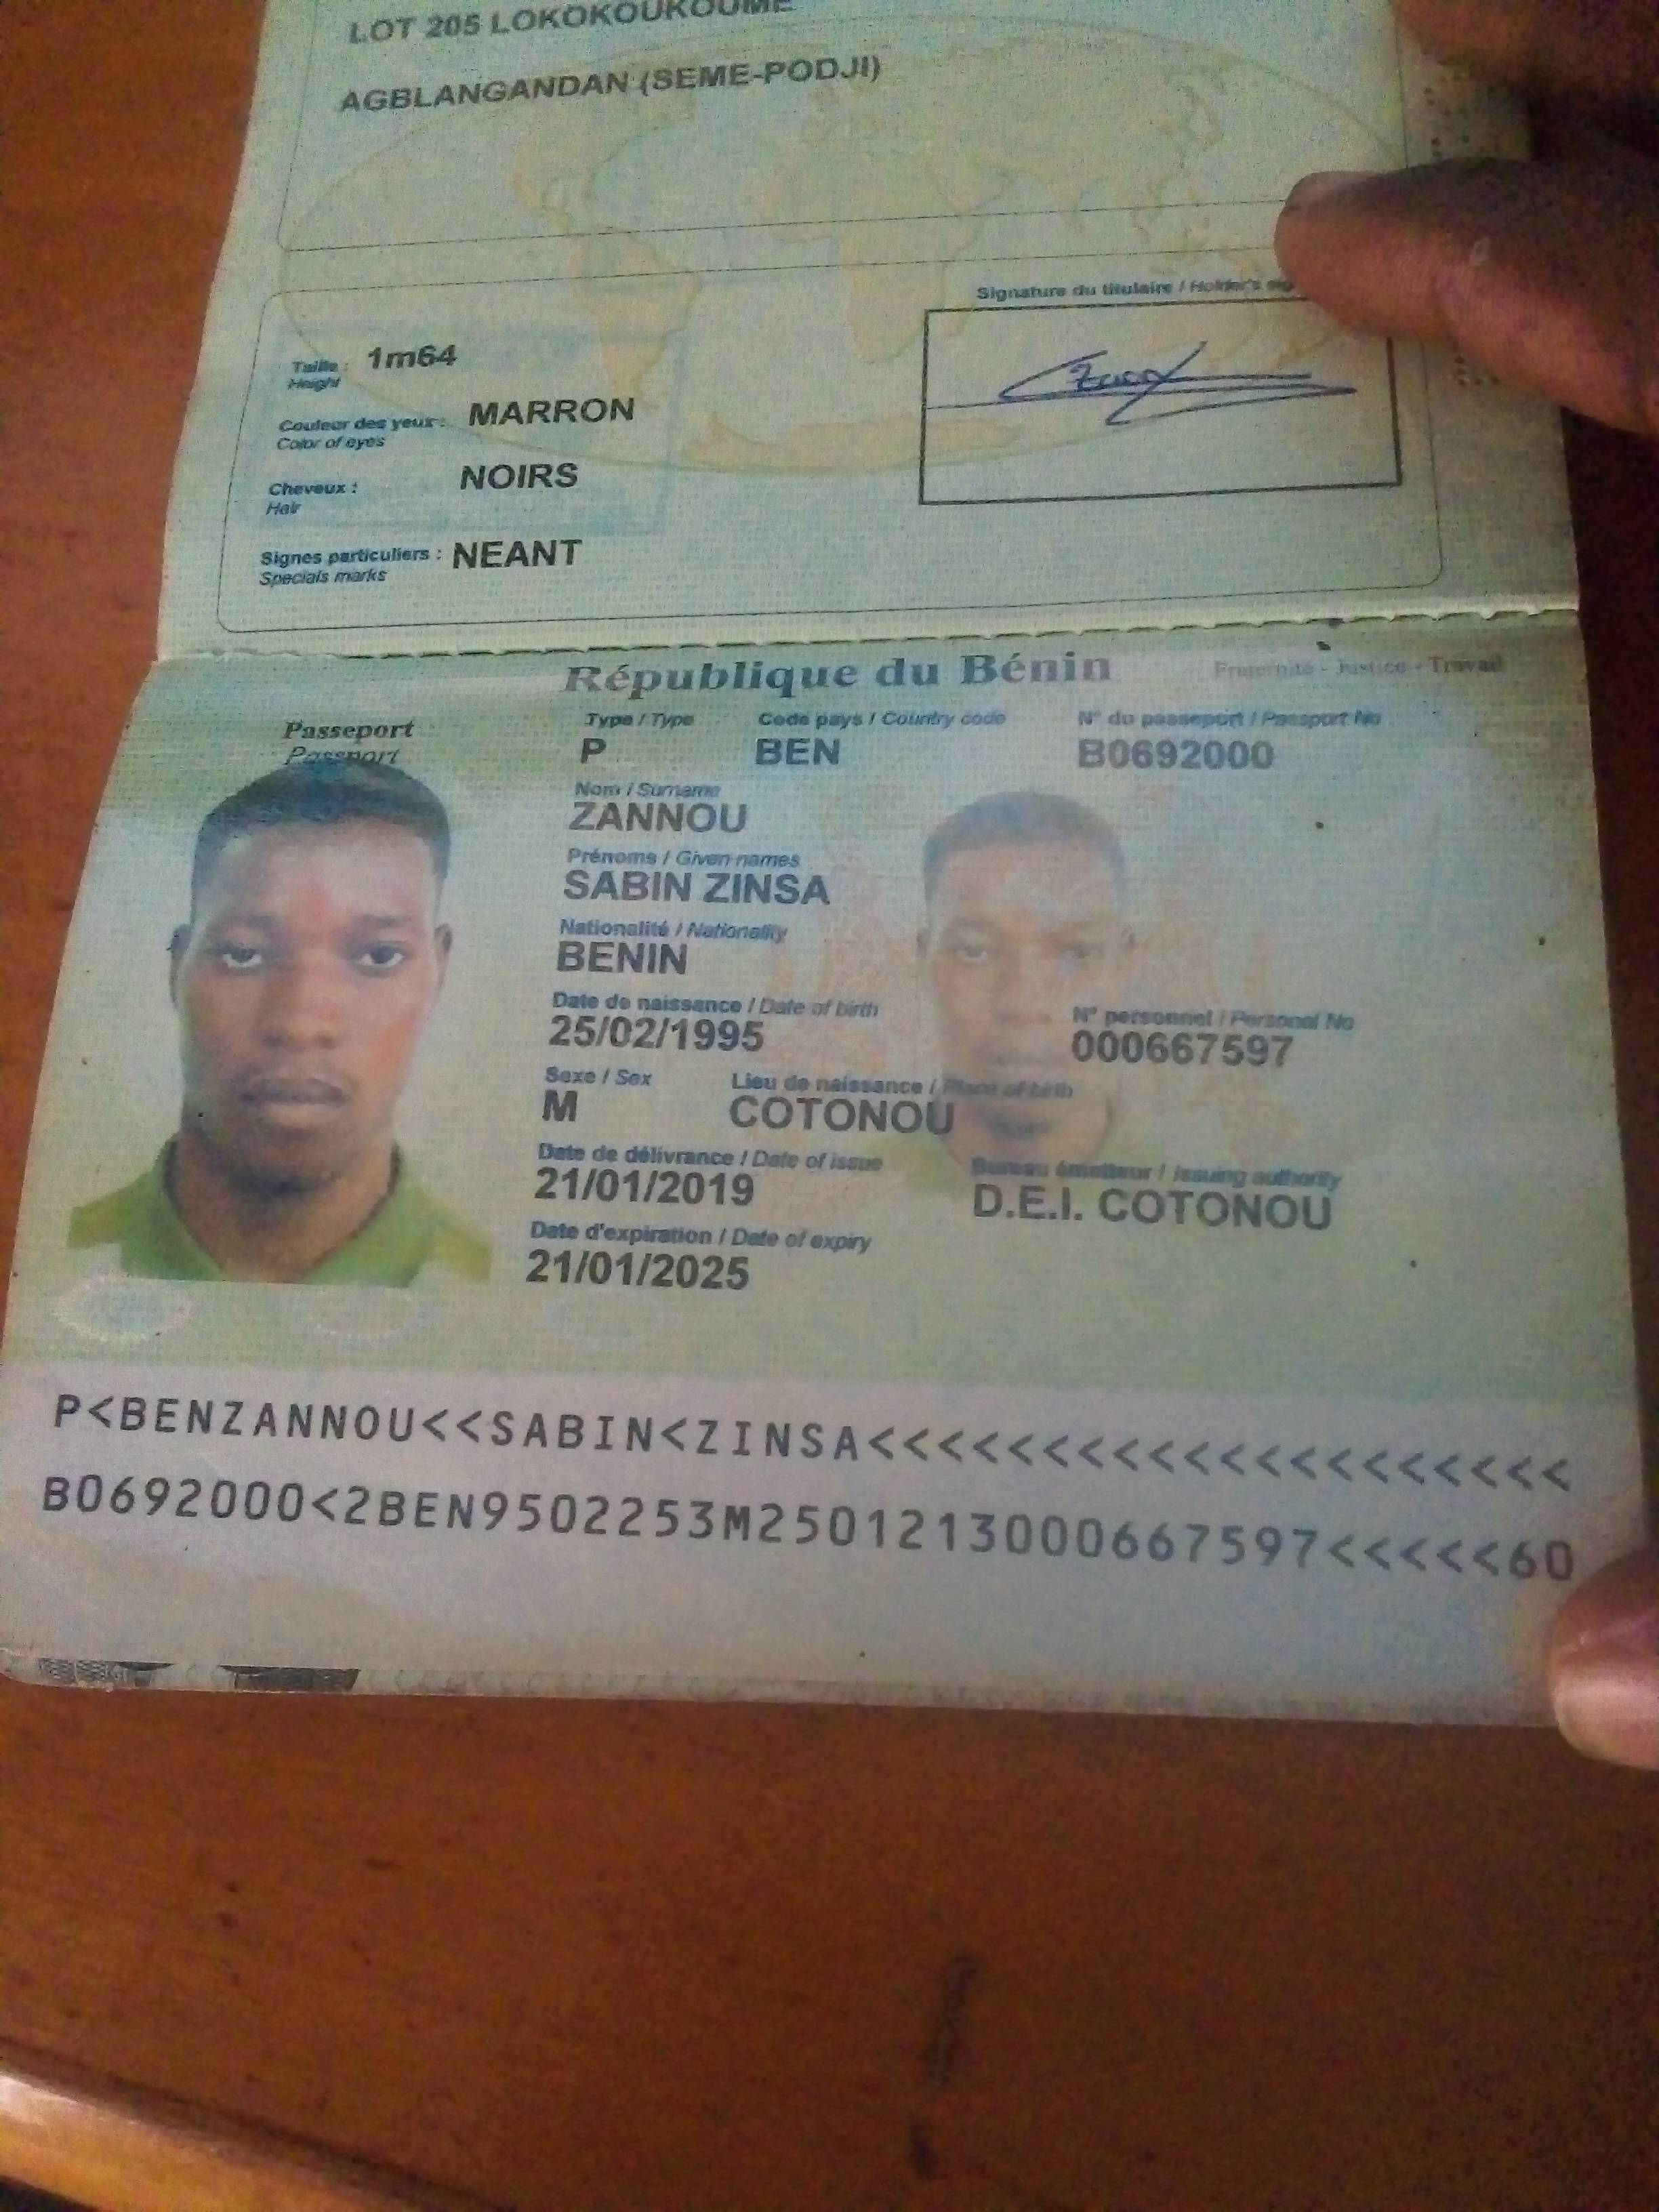 LOT 205 LOKOKOUKOUME
AGBLANGANDAN (SEME-PODJI)
Signature du titulaire / Holder's sig
Taille : 1m64
Height
Couleur des yeux : MARRON
Color of eyes
Cheveux : NOIRS
Hair
Signes particuliers : NEANT
Specials marks
République du Bénin
Fraternité - Justice - Travail
Passeport
Passport
Type / Type
P
Code pays / Country code
BEN
N° du passeport / Passport No
B0692000
Nom / Surname
ZANNOU
Prénoms / Given names
SABIN ZINSA
Nationalité / Nationality
BENIN
Date de naissance / Date of birth
25/02/1995
N° personnel / Personal No
000667597
Sexe / Sex
M
Lieu de naissance / Place of birth
COTONOU
Date de délivrance / Date of issue
21/01/2019
Bureau émetteur / Issuing authority
D.E.I. COTONOU
Date d'expiration / Date of expiry
21/01/2025
P<BENZANNOU<<SABIN<ZINSA<<<<<<<<<<<<<<<<<<<<
B0692000<2BEN9502253M2501213000667597<<<<<60